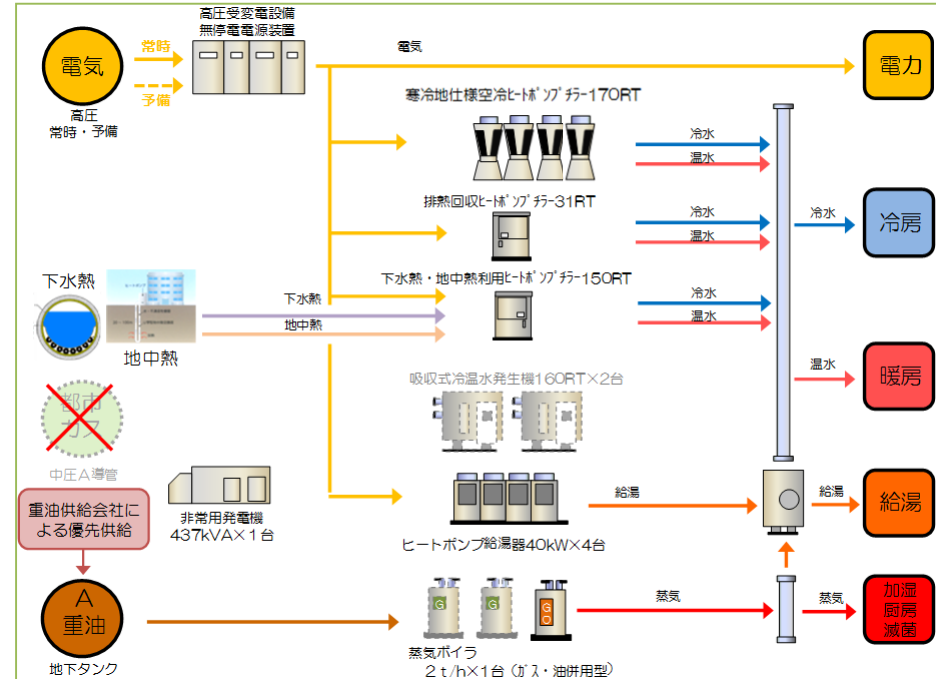 高圧受変電設備
無停電電源装置
電気
常時
予備
高圧
常時・予備
電気
電力
寒冷地仕様空冷ﾋｰﾄﾎﾟﾝﾌﾟﾁﾗｰ170RT
冷水
温水
排熱回収ﾋｰﾄﾎﾟﾝﾌﾟﾁﾗｰ31RT
冷水
温水
冷水
冷房
下水熱
地中熱
下水熱・地中熱利用ﾋｰﾄﾎﾟﾝﾌﾟﾁﾗｰ150RT
下水熱
地中熱
冷水
温水
温水
暖房
吸収式冷温水発生機160RT×2台
都市
ガス
中圧A導管
重油供給会社に
よる優先供給
非常用発電機
437kVA×1台
ヒートポンプ給湯器40kW×4台
給湯
給湯
給湯
A
重油
地下タンク
G
G
G
O
蒸気ボイラ
2t/h×1台 (ｶﾞｽ・油併用型)
蒸気
蒸気
加湿
厨房
滅菌